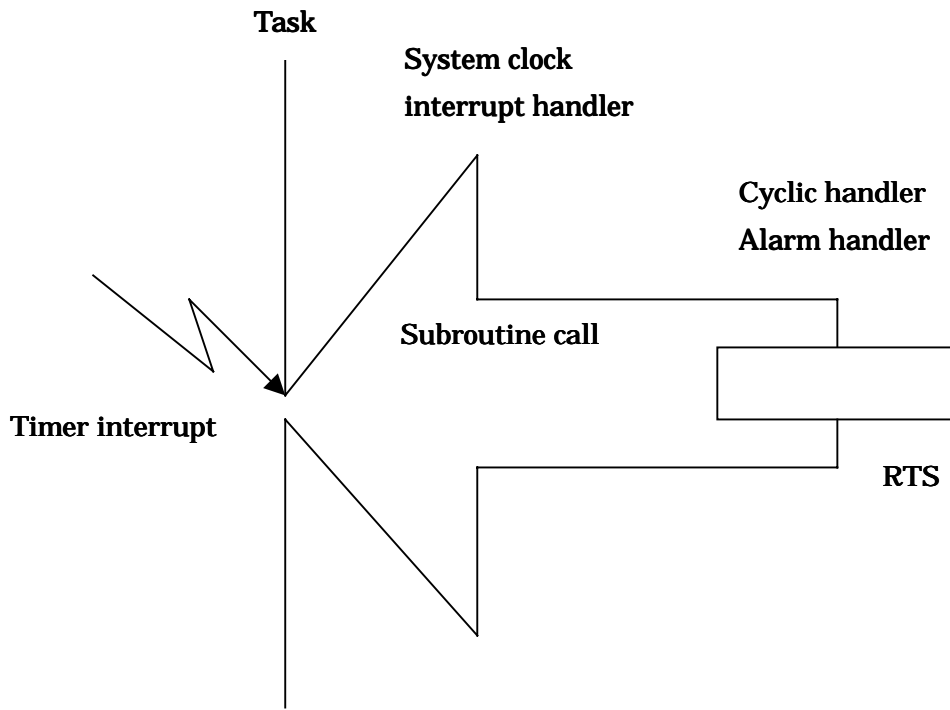 Task
System clock
interrupt handler
Cyclic handler
Alarm handler
Subroutine call
Timer interrupt
RTS